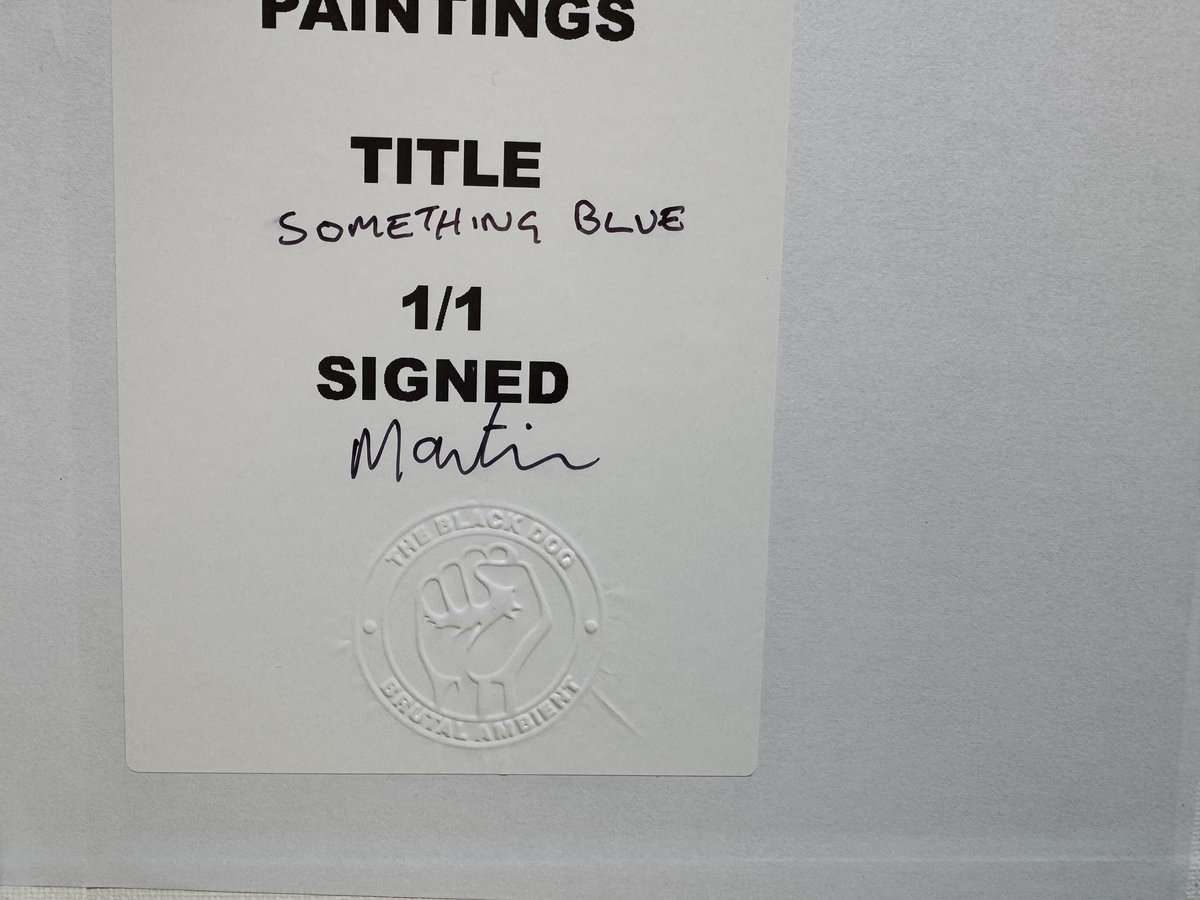 PAINTINGS
TITLE
SOMETHING BLUE
1/1
SIGNED
Martin
THE BLACK DOG
BRUTAL AMBIENT